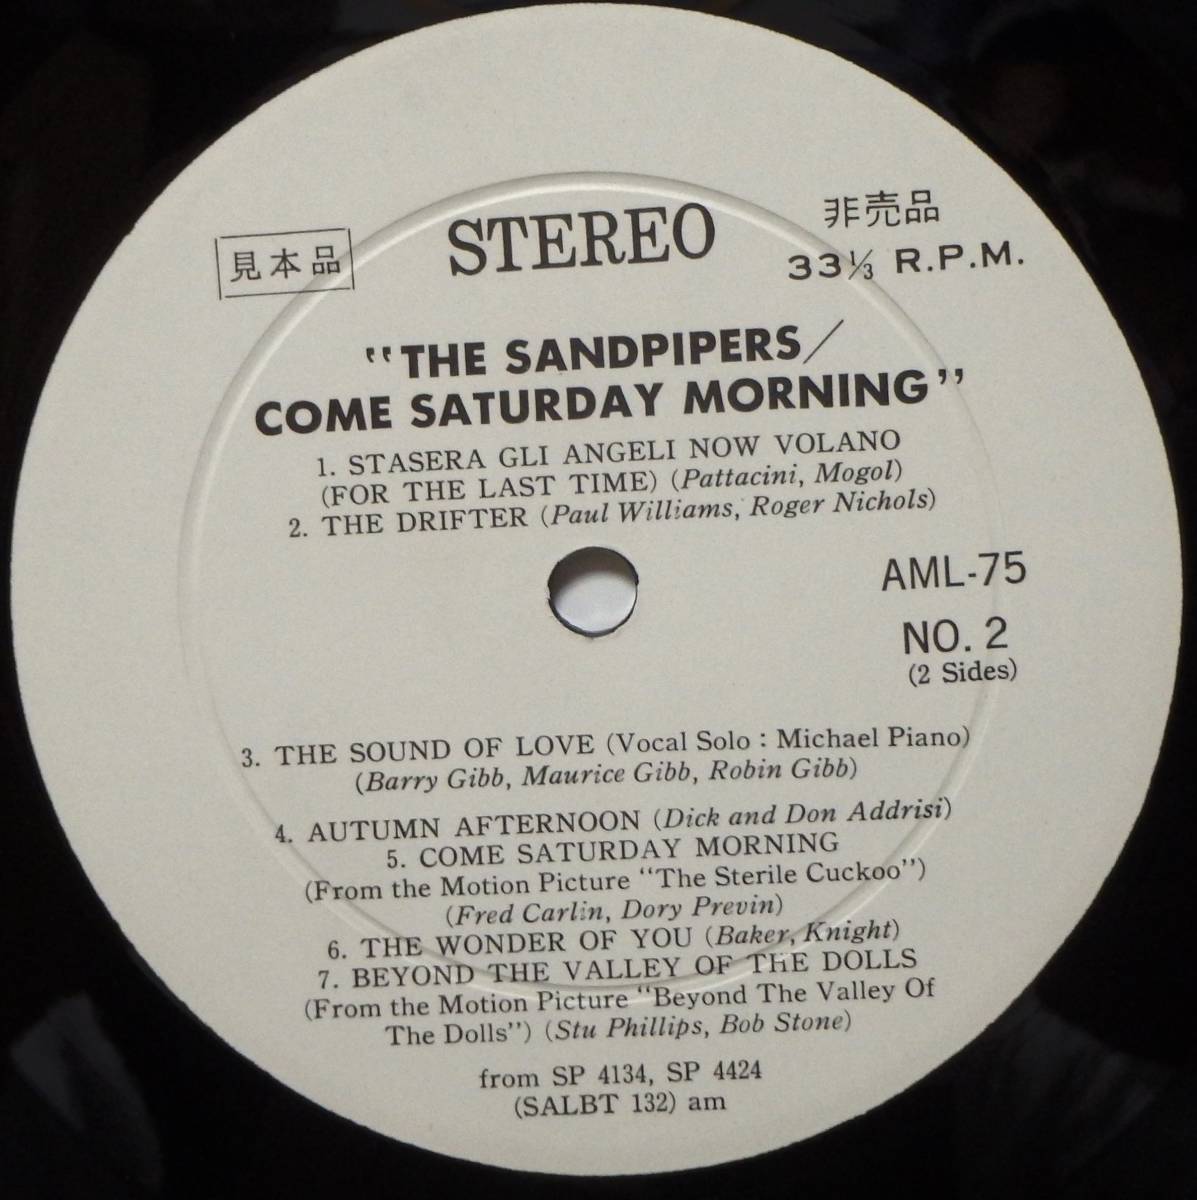 見本品
STEREO
非売品
33⅓ R.P.M.
“THE SANDPIPERS/
COME SATURDAY MORNING”
1. STASERA GLI ANGELI NOW VOLANO
(FOR THE LAST TIME) (Pattacini, Mogol)
2. THE DRIFTER (Paul Williams, Roger Nichols)
AML-75
NO. 2
(2 Sides)
3. THE SOUND OF LOVE (Vocal Solo : Michael Piano)
(Barry Gibb, Maurice Gibb, Robin Gibb)
4. AUTUMN AFTERNOON (Dick and Don Addrisi)
5. COME SATURDAY MORNING
(From the Motion Picture “The Sterile Cuckoo”)
(Fred Carlin, Dory Previn)
6. THE WONDER OF YOU (Baker, Knight)
7. BEYOND THE VALLEY OF THE DOLLS
(From the Motion Picture “Beyond The Valley Of
The Dolls”) (Stu Phillips, Bob Stone)
from SP 4134, SP 4424
(SALBT 132) am